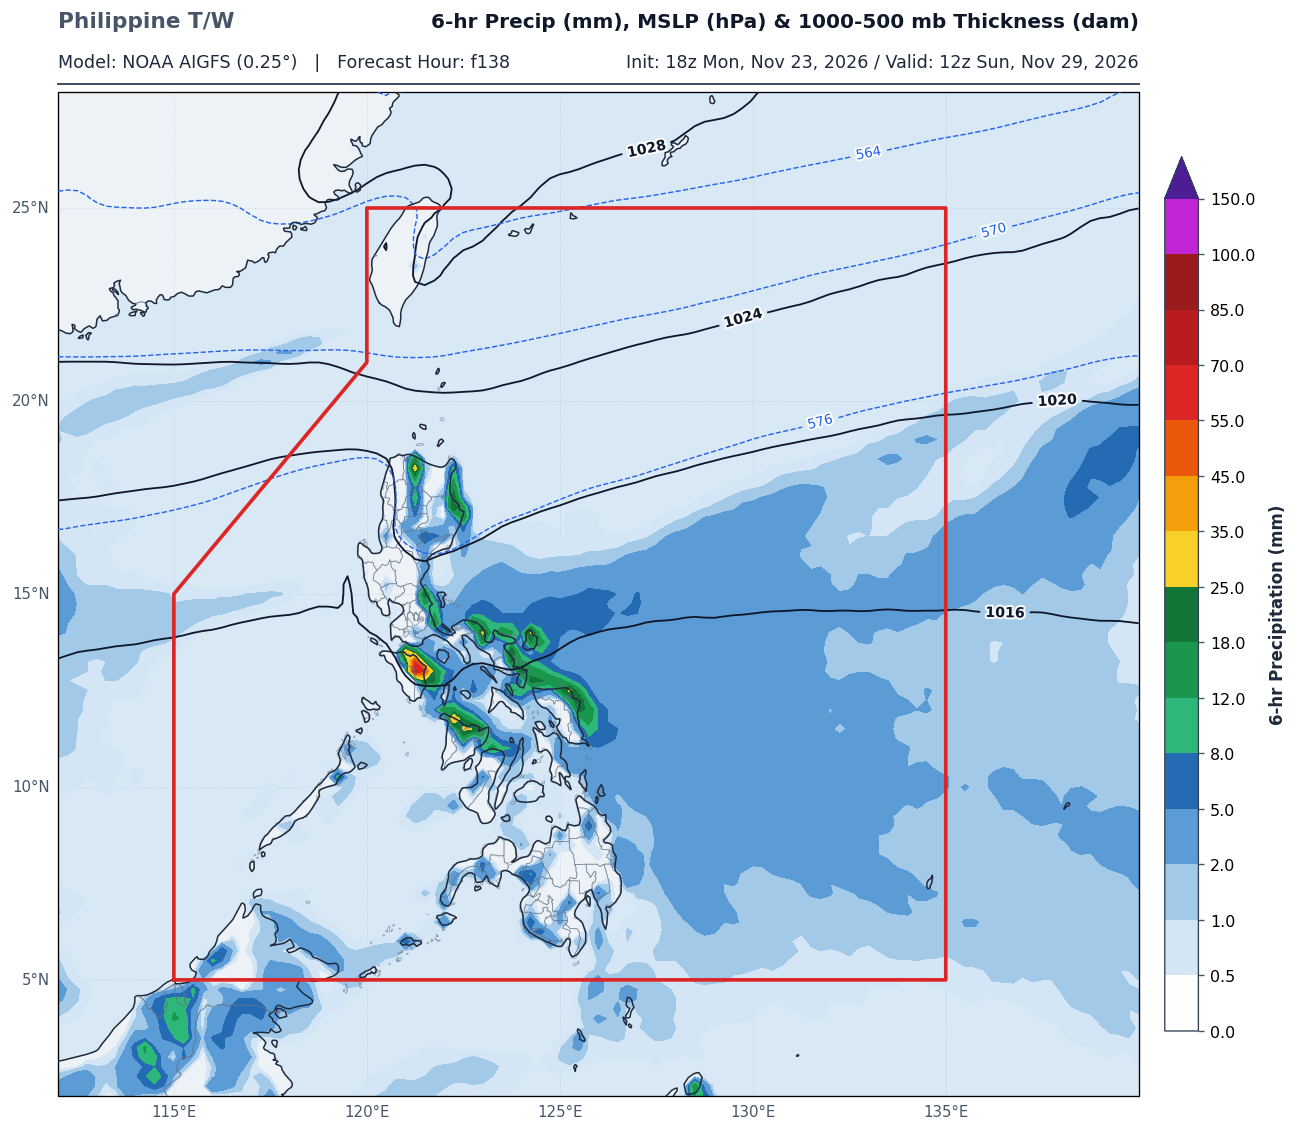 Philippine T/W
6-hr Precip (mm), MSLP (hPa) & 1000-500 mb Thickness (dam)
Model: NOAA AIGFS (0.25°) | Forecast Hour: f138
Init: 18z Mon, Nov 23, 2026 / Valid: 12z Sun, Nov 29, 2026
1028
564
570
1024
1020
576
1016
25°N
20°N
15°N
10°N
5°N
115°E
120°E
125°E
130°E
135°E
150.0
100.0
85.0
70.0
55.0
45.0
35.0
25.0
18.0
12.0
8.0
5.0
2.0
1.0
0.5
0.0
6-hr Precipitation (mm)